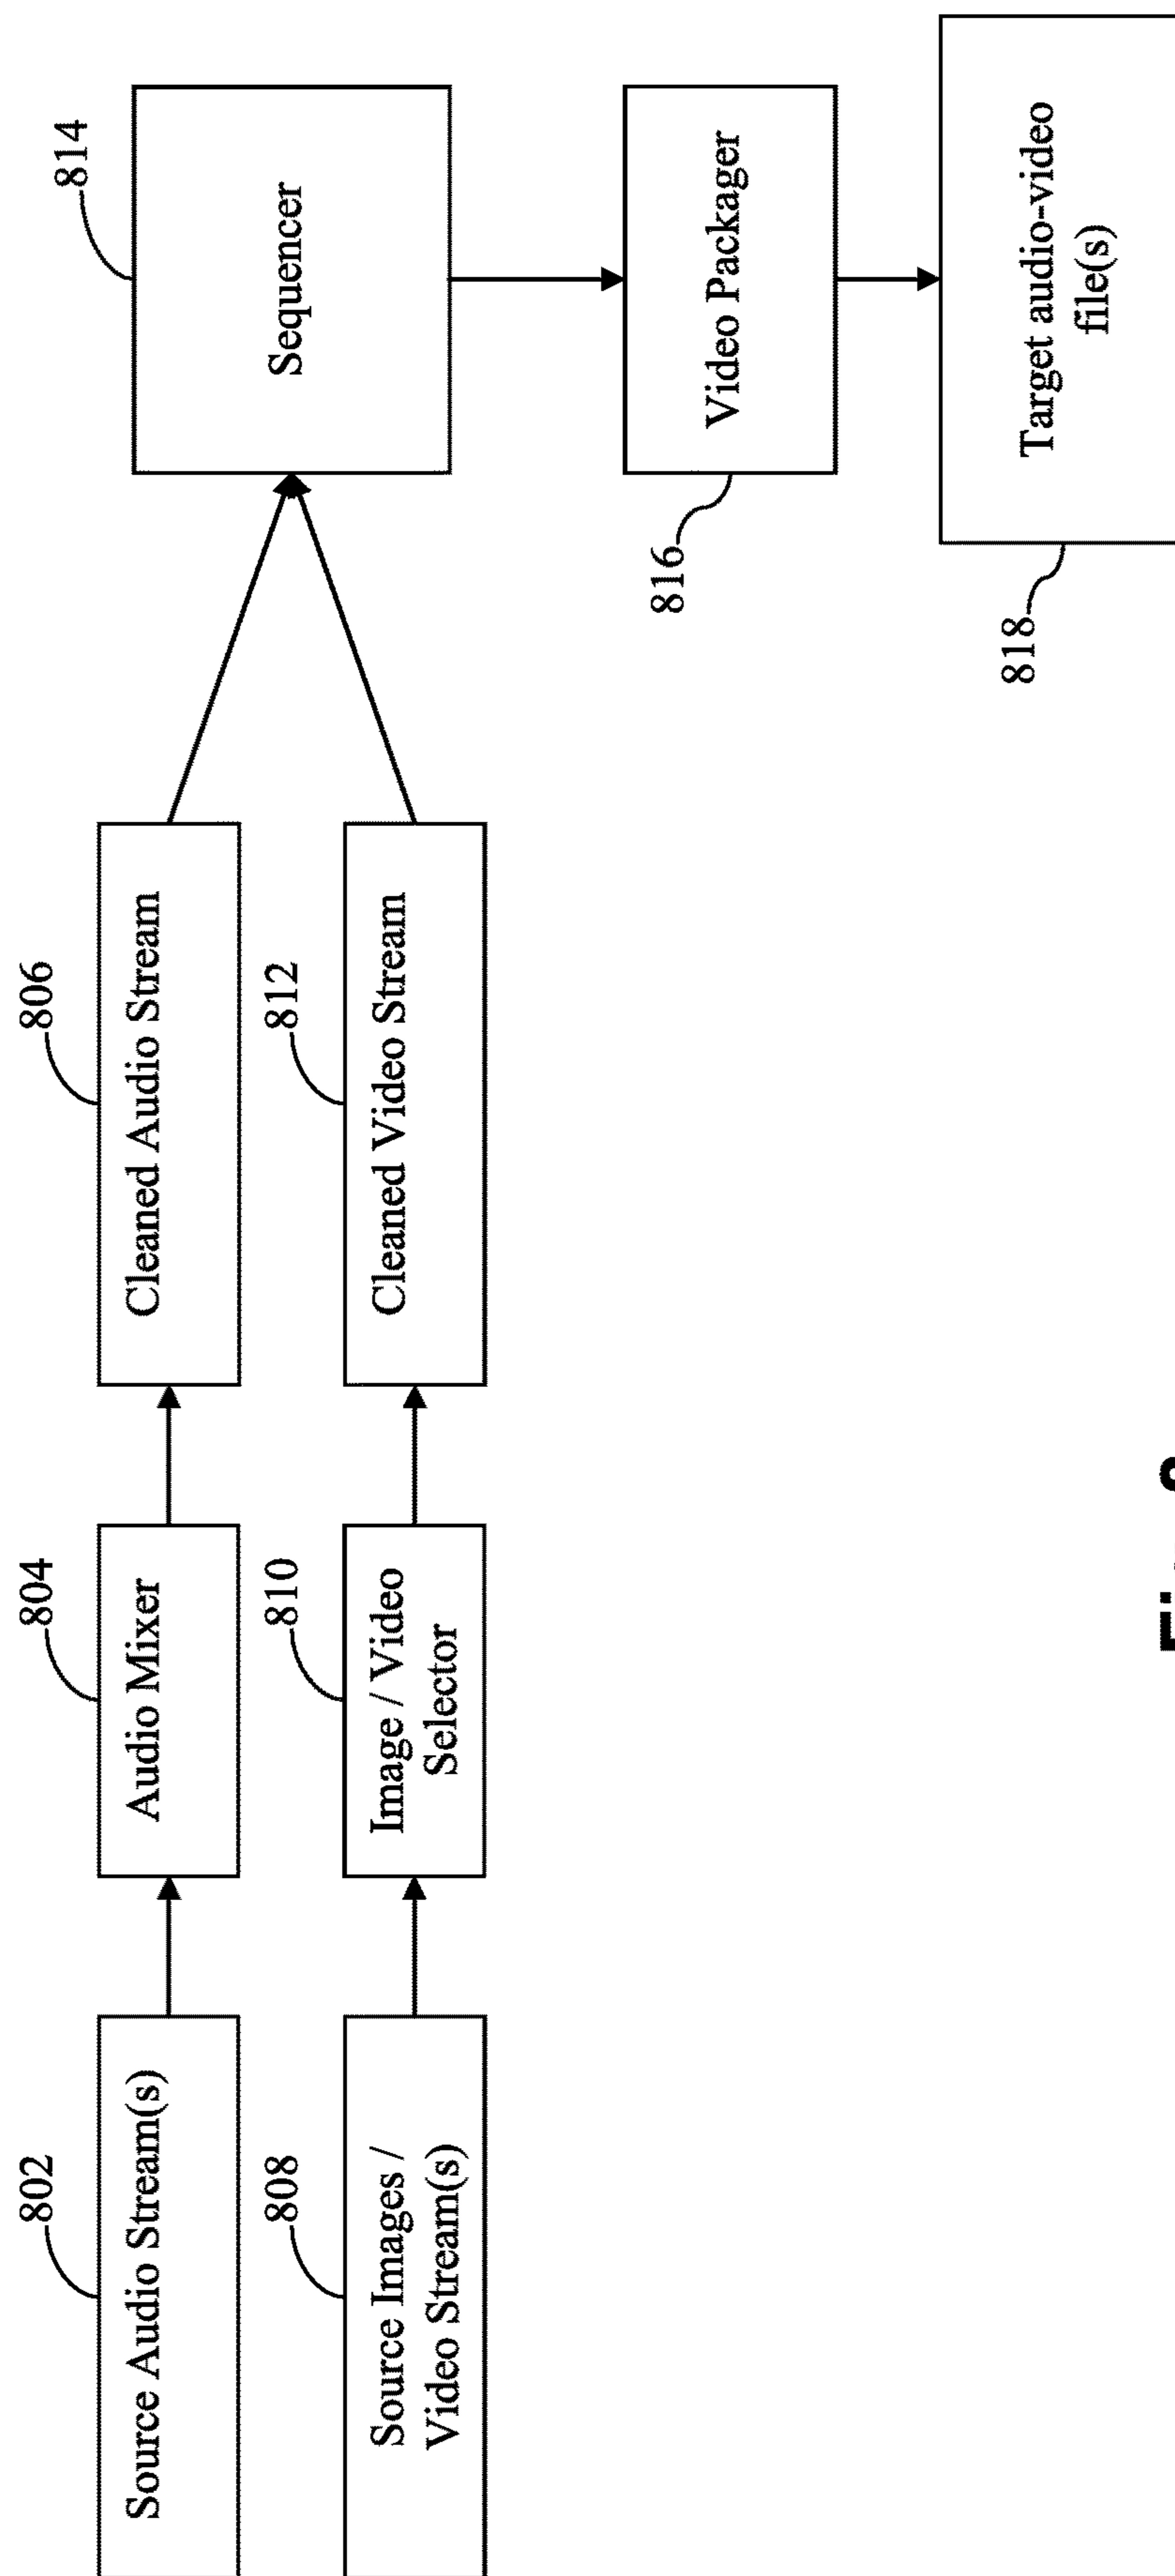 802
Source Audio Stream(s)
804
Audio Mixer
806
Cleaned Audio Stream
808
Source Images /
Video Stream(s)
810
Image / Video
Selector
812
Cleaned Video Stream
814
Sequencer
816
Video Packager
818
Target audio-video
file(s)